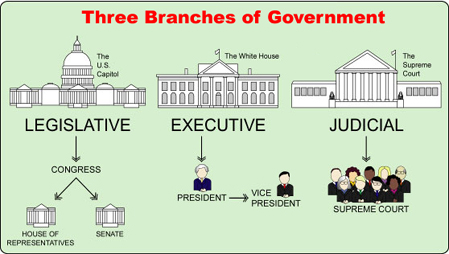 Three Branches of Government
The
U.S.
Capitol
The White House
The
Supreme
Court
LEGISLATIVE
EXECUTIVE
JUDICIAL
CONGRESS
HOUSE OF
REPRESENTATIVES
SENATE
PRESIDENT
VICE
PRESIDENT
SUPREME COURT